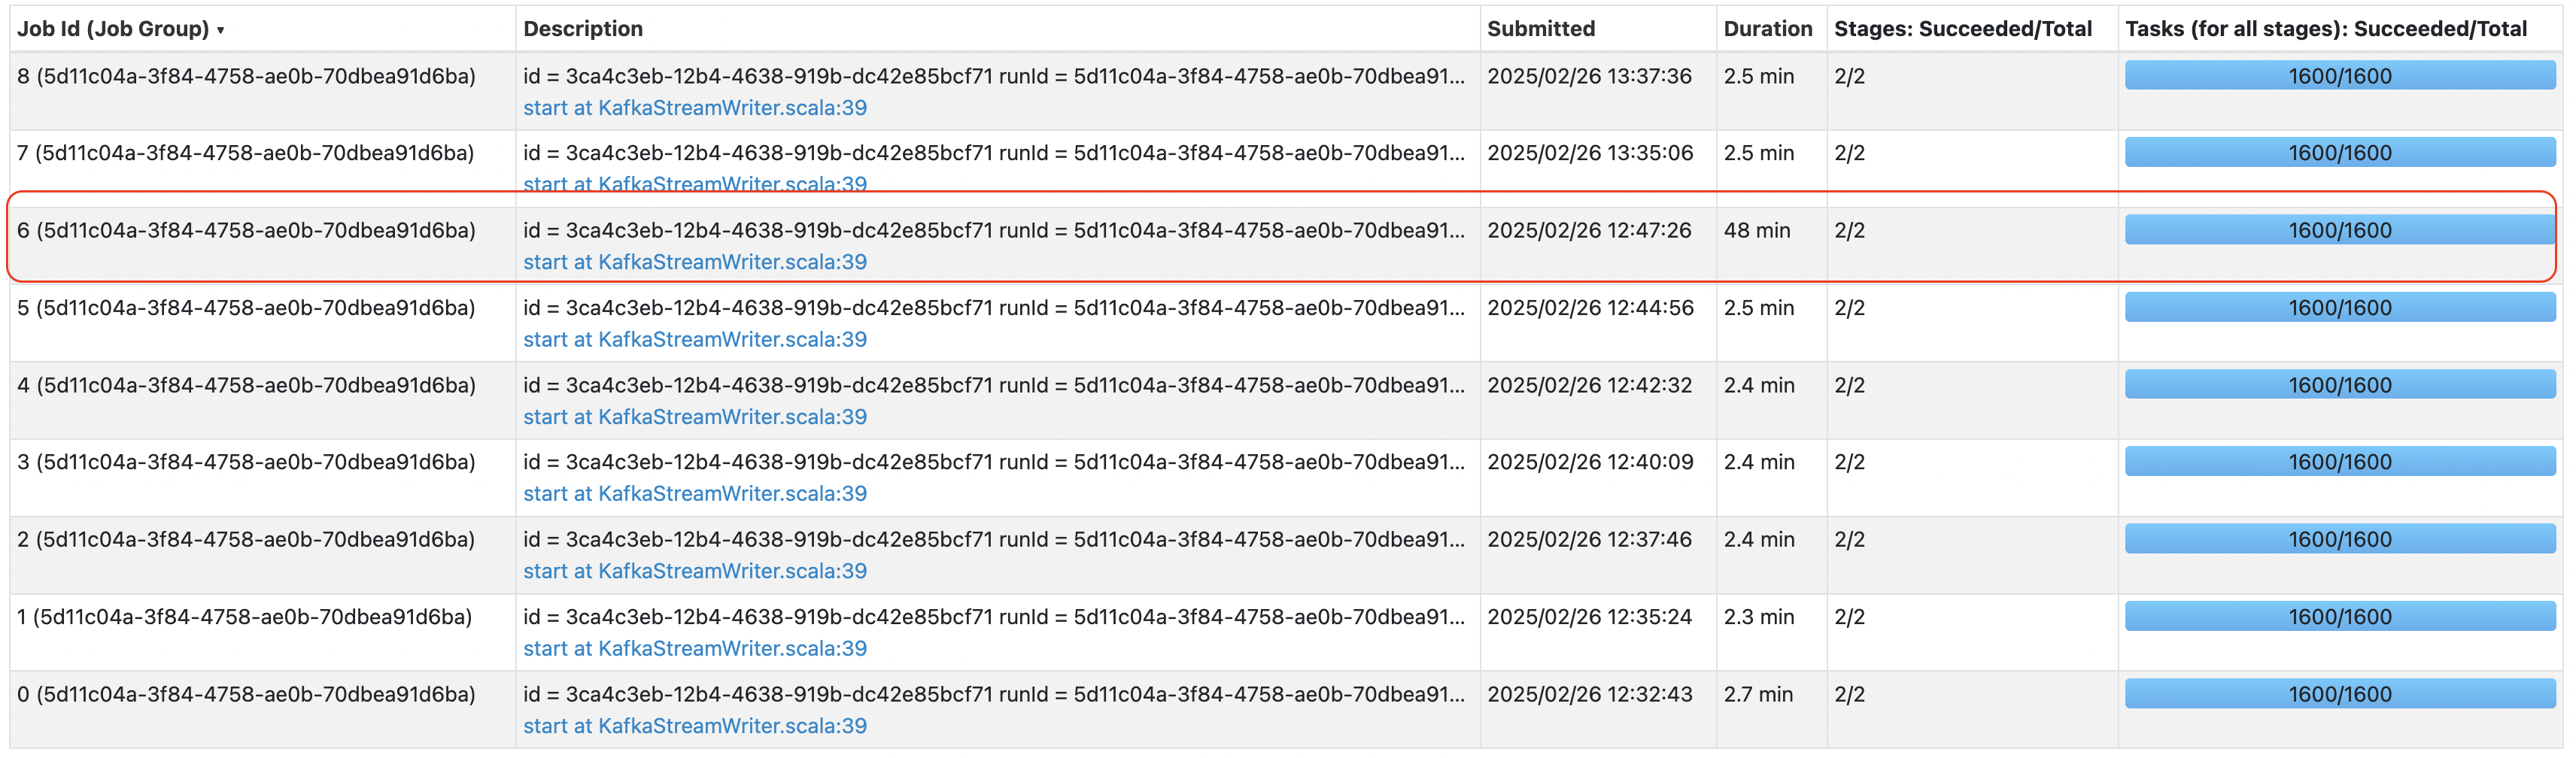 Job Id (Job Group) ▾ Description Submitted Duration Stages: Succeeded/Total Tasks (for all stages): Succeeded/Total
8 (5d11c04a-3f84-4758-ae0b-70dbea91d6ba) id = 3ca4c3eb-12b4-4638-919b-dc42e85bcf71 runId = 5d11c04a-3f84-4758-ae0b-70dbea91... 2025/02/26 13:37:36 2.5 min 2/2 1600/1600
start at KafkaStreamWriter.scala:39
7 (5d11c04a-3f84-4758-ae0b-70dbea91d6ba) id = 3ca4c3eb-12b4-4638-919b-dc42e85bcf71 runId = 5d11c04a-3f84-4758-ae0b-70dbea91... 2025/02/26 13:35:06 2.5 min 2/2 1600/1600
start at KafkaStreamWriter.scala:39
6 (5d11c04a-3f84-4758-ae0b-70dbea91d6ba) id = 3ca4c3eb-12b4-4638-919b-dc42e85bcf71 runId = 5d11c04a-3f84-4758-ae0b-70dbea91... 2025/02/26 12:47:26 48 min 2/2 1600/1600
start at KafkaStreamWriter.scala:39
5 (5d11c04a-3f84-4758-ae0b-70dbea91d6ba) id = 3ca4c3eb-12b4-4638-919b-dc42e85bcf71 runId = 5d11c04a-3f84-4758-ae0b-70dbea91... 2025/02/26 12:44:56 2.5 min 2/2 1600/1600
start at KafkaStreamWriter.scala:39
4 (5d11c04a-3f84-4758-ae0b-70dbea91d6ba) id = 3ca4c3eb-12b4-4638-919b-dc42e85bcf71 runId = 5d11c04a-3f84-4758-ae0b-70dbea91... 2025/02/26 12:42:32 2.4 min 2/2 1600/1600
start at KafkaStreamWriter.scala:39
3 (5d11c04a-3f84-4758-ae0b-70dbea91d6ba) id = 3ca4c3eb-12b4-4638-919b-dc42e85bcf71 runId = 5d11c04a-3f84-4758-ae0b-70dbea91... 2025/02/26 12:40:09 2.4 min 2/2 1600/1600
start at KafkaStreamWriter.scala:39
2 (5d11c04a-3f84-4758-ae0b-70dbea91d6ba) id = 3ca4c3eb-12b4-4638-919b-dc42e85bcf71 runId = 5d11c04a-3f84-4758-ae0b-70dbea91... 2025/02/26 12:37:46 2.4 min 2/2 1600/1600
start at KafkaStreamWriter.scala:39
1 (5d11c04a-3f84-4758-ae0b-70dbea91d6ba) id = 3ca4c3eb-12b4-4638-919b-dc42e85bcf71 runId = 5d11c04a-3f84-4758-ae0b-70dbea91... 2025/02/26 12:35:24 2.3 min 2/2 1600/1600
start at KafkaStreamWriter.scala:39
0 (5d11c04a-3f84-4758-ae0b-70dbea91d6ba) id = 3ca4c3eb-12b4-4638-919b-dc42e85bcf71 runId = 5d11c04a-3f84-4758-ae0b-70dbea91... 2025/02/26 12:32:43 2.7 min 2/2 1600/1600
start at KafkaStreamWriter.scala:39